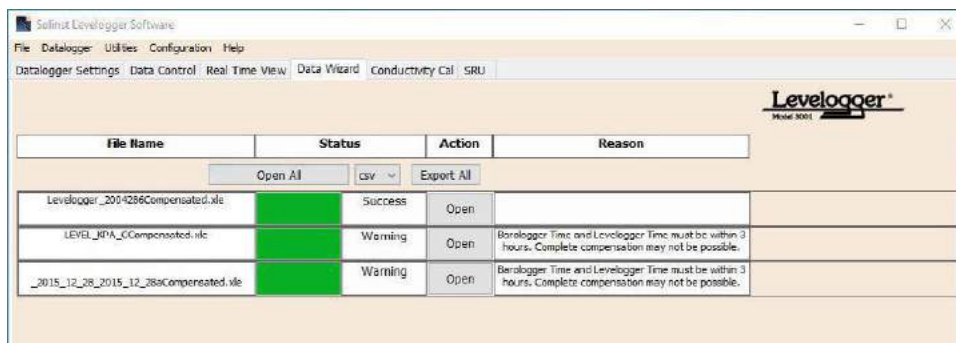 Solinst Levelogger Software
File Datalogger Utilities Configuration Help
Datalogger Settings Data Control Real Time View Data Wizard Conductivity Cal SRU
Levelogger
Model 3001
File Name Status Action Reason
Open All csv Export All
Levelogger_2004286Compensated.xle Success Open
LEVEL_KPA_CCompensated.xle Warning Open Barologger Time and Levelogger Time must be within 3
hours. Complete compensation may not be possible.
_2015_12_28_2015_12_28aCompensated.xle Warning Open Barologger Time and Levelogger Time must be within 3
hours. Complete compensation may not be possible.